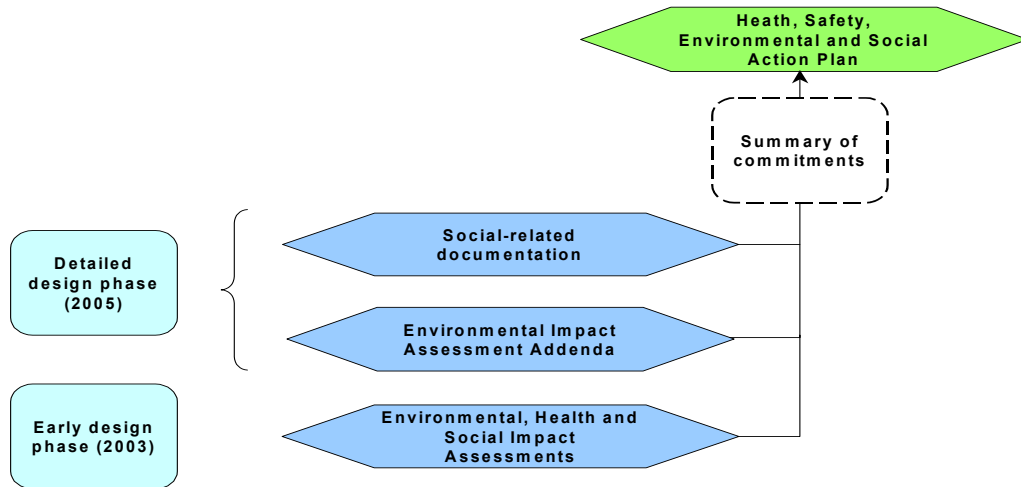 Heath, Safety,
Environmental and Social
Action Plan
Summary of
commitments
Social-related
documentation
Detailed
design phase
(2005)
Environmental Impact
Assessment Addenda
Environmental, Health and
Social Impact
Assessments
Early design
phase (2003)